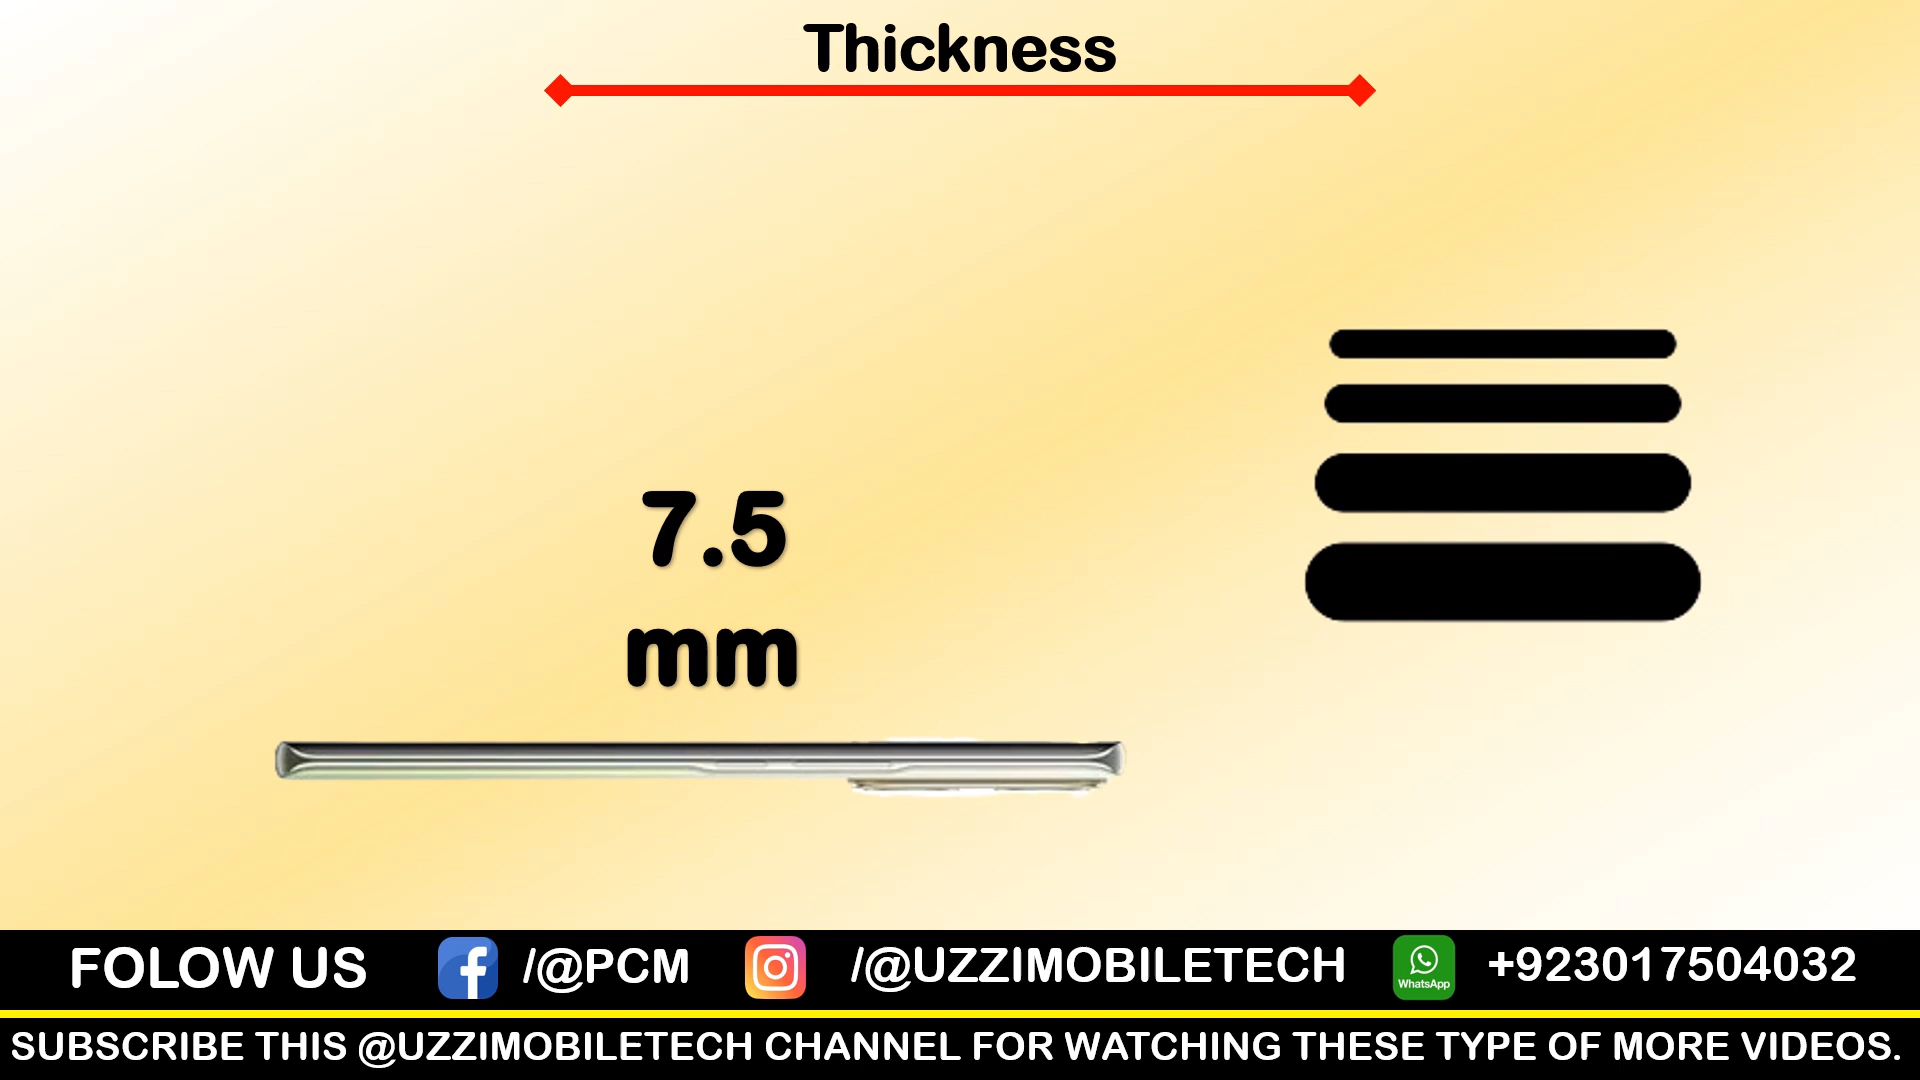 Thickness
7.5
mm
FOLOW US /@PCM /@UZZIMOBILETECH WhatsApp +923017504032
SUBSCRIBE THIS @UZZIMOBILETECH CHANNEL FOR WATCHING THESE TYPE OF MORE VIDEOS.